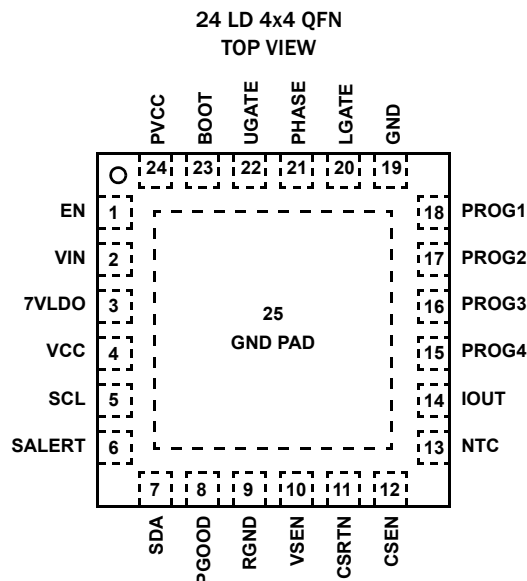 24 LD 4x4 QFN
TOP VIEW
PVCC
BOOT
UGATE
PHASE
LGATE
GND
24
23
22
21
20
19
EN
1
VIN
2
7VLDO
3
VCC
4
SCL
5
SALERT
6
18
PROG1
17
PROG2
16
PROG3
15
PROG4
14
IOUT
13
NTC
25
GND PAD
7
8
9
10
11
12
SDA
PGOOD
RGND
VSEN
CSRTN
CSEN